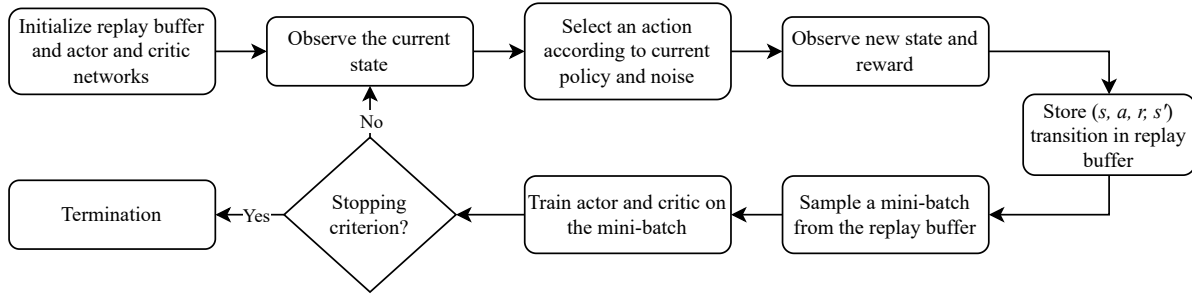 Initialize replay buffer
and actor and critic
networks
Observe the current
state
Select an action
according to current
policy and noise
Observe new state and
reward
Store (s, a, r, s')
transition in replay
buffer
Sample a mini-batch
from the replay buffer
Train actor and critic on
the mini-batch
Stopping
criterion?
No
Yes
Termination